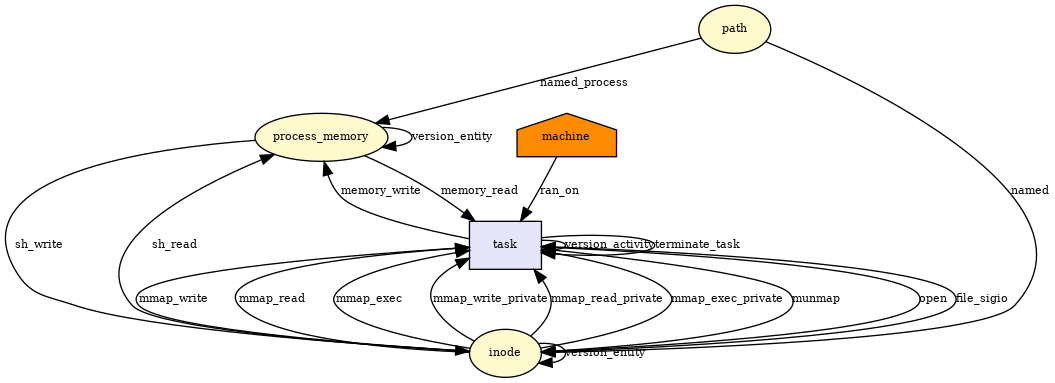 path
named_process
process_memory
version_entity
machine
memory_write
memory_read
ran_on
named
sh_write
sh_read
task
version_activity
terminate_task
mmap_write
mmap_read
mmap_exec
mmap_write_private
mmap_read_private
mmap_exec_private
munmap
open
file_sigio
inode
version_entity